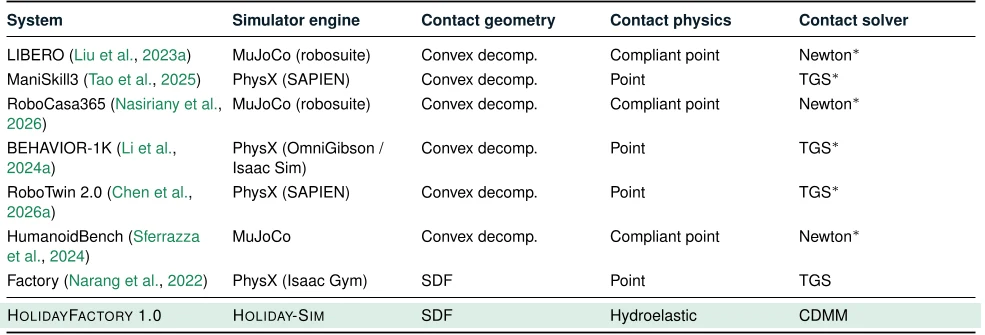 System Simulator engine Contact geometry Contact physics Contact solver
LIBERO (Liu et al., 2023a) MuJoCo (robosuite) Convex decomp. Compliant point Newton*
ManiSkill3 (Tao et al., 2025) PhysX (SAPIEN) Convex decomp. Point TGS*
RoboCasa365 (Nasiriany et al., MuJoCo (robosuite) Convex decomp. Compliant point Newton*
2026)
BEHAVIOR-1K (Li et al., PhysX (OmniGibson / Convex decomp. Point TGS*
2024a) Isaac Sim)
RoboTwin 2.0 (Chen et al., PhysX (SAPIEN) Convex decomp. Point TGS*
2026a)
HumanoidBench (Sferrazza MuJoCo Convex decomp. Compliant point Newton*
et al., 2024)
Factory (Narang et al., 2022) PhysX (Isaac Gym) SDF Point TGS
HOLIDAYFACTORY 1.0 HOLIDAY-SIM SDF Hydroelastic CDMM